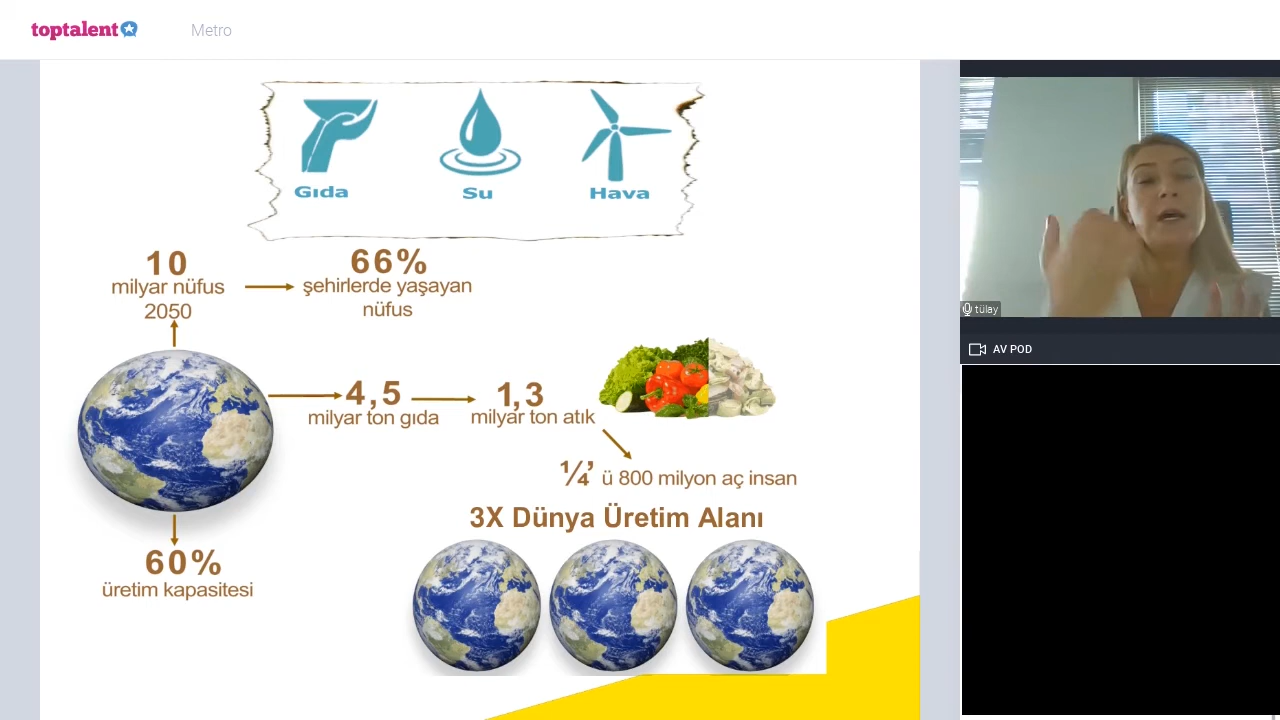 toptalent
Metro
Gıda
Su
Hava
10
milyar nüfus
2050
66%
şehirlerde yaşayan
nüfus
4,5
milyar ton gıda
1,3
milyar ton atık
¼’ ü 800 milyon aç insan
3X Dünya Üretim Alanı
60%
üretim kapasitesi
tülay
AV POD